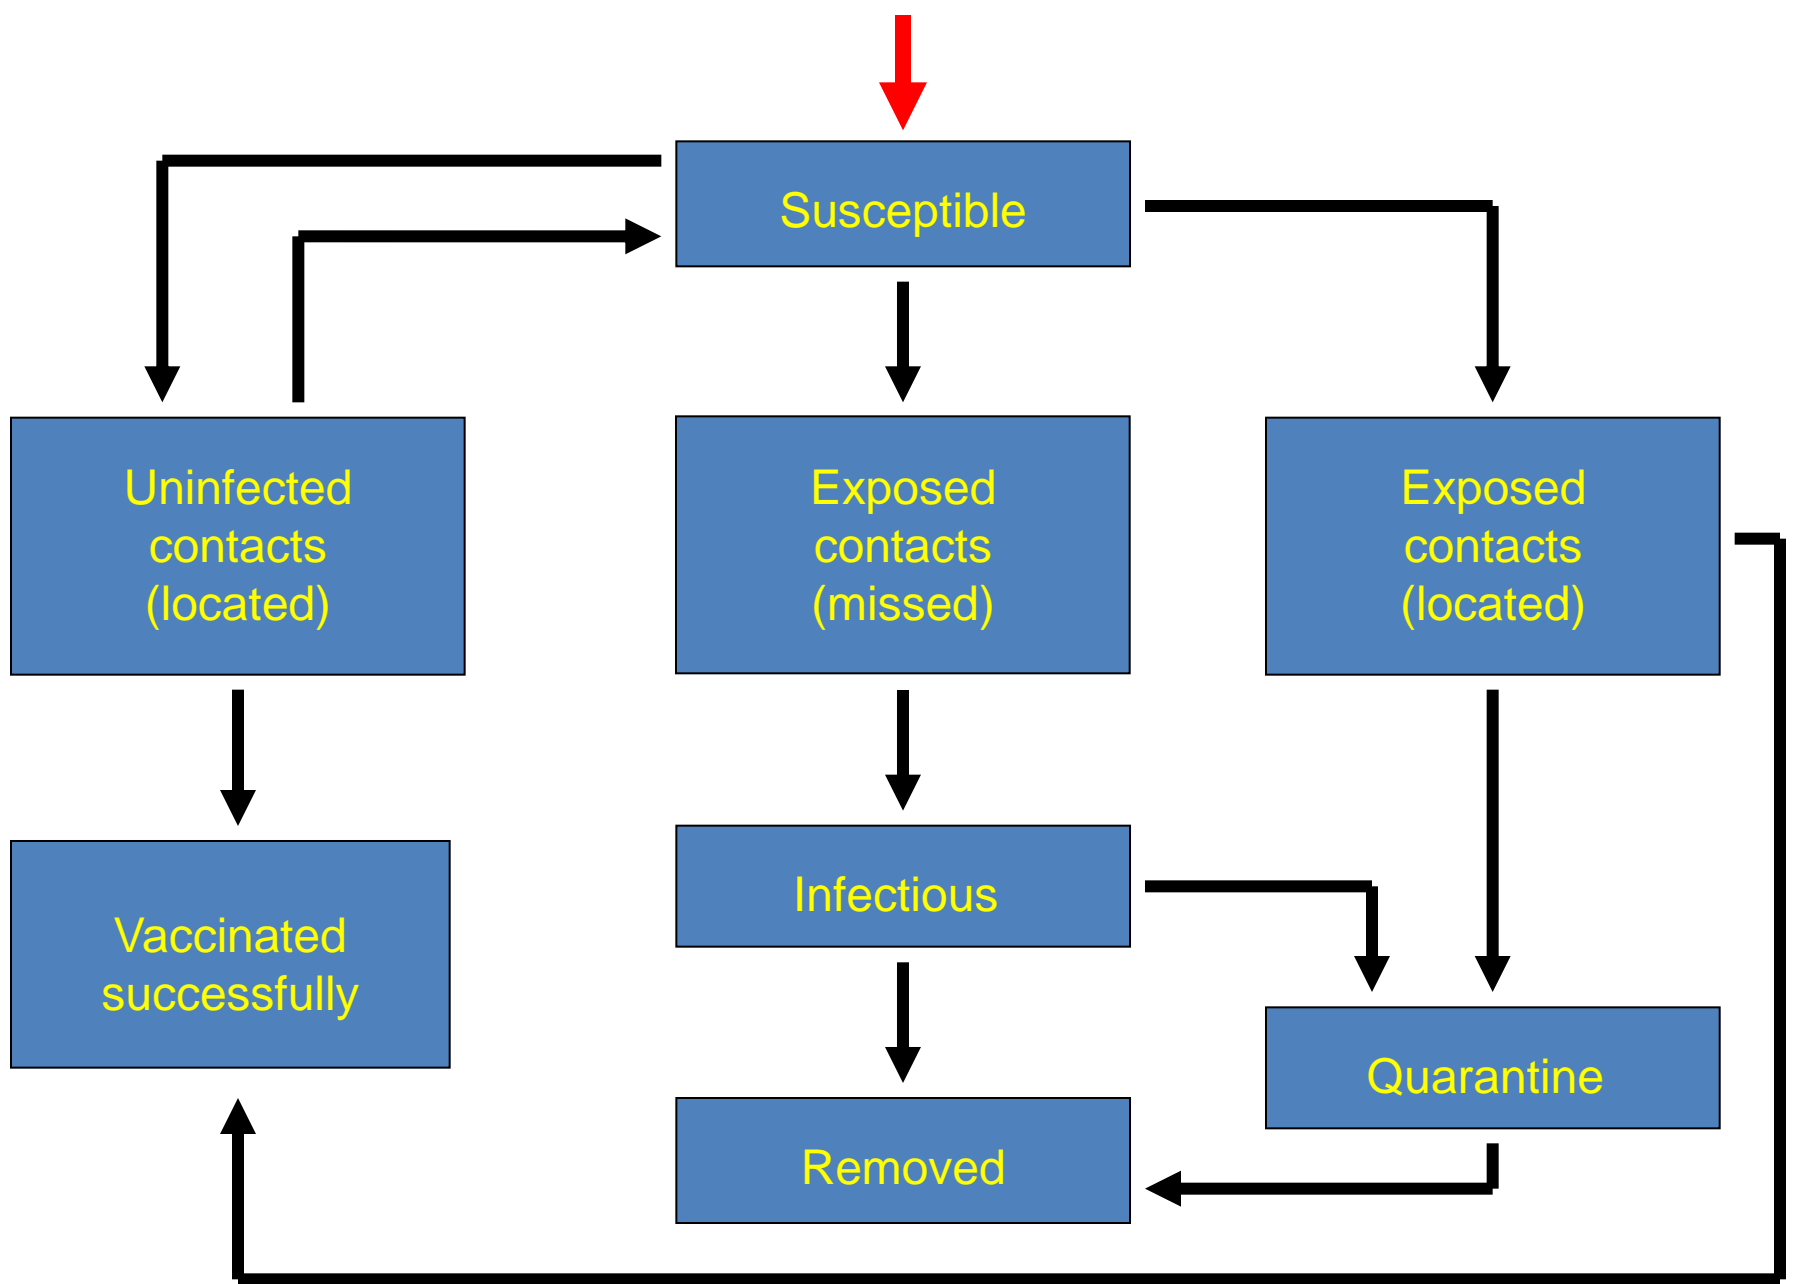 Susceptible
Uninfected
contacts
(located)
Exposed
contacts
(missed)
Exposed
contacts
(located)
Vaccinated
successfully
Infectious
Quarantine
Removed